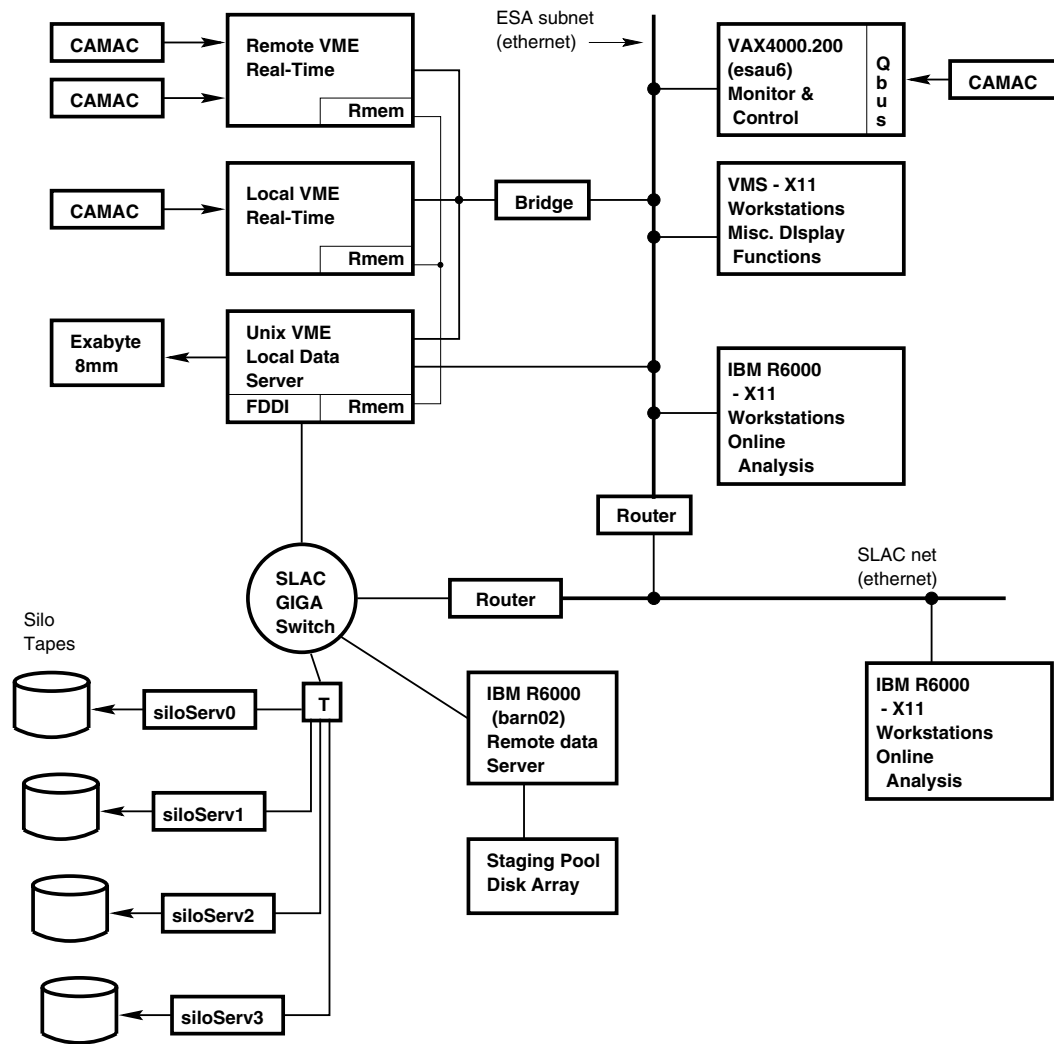 CAMAC
CAMAC
Remote VME
Real-Time
Rmem
ESA subnet
(ethernet)
VAX4000.200
(esau6)
Monitor &
Control
Q
b
u
s
CAMAC
CAMAC
Local VME
Real-Time
Rmem
Bridge
VMS - X11
Workstations
Misc. DIsplay
Functions
Exabyte
8mm
Unix VME
Local Data
Server
FDDI
Rmem
IBM R6000
- X11
Workstations
Online
Analysis
Router
SLAC
GIGA
Switch
Router
SLAC net
(ethernet)
Silo
Tapes
siloServ0
T
siloServ1
siloServ2
siloServ3
IBM R6000
(barn02)
Remote data
Server
Staging Pool
Disk Array
IBM R6000
- X11
Workstations
Online
Analysis